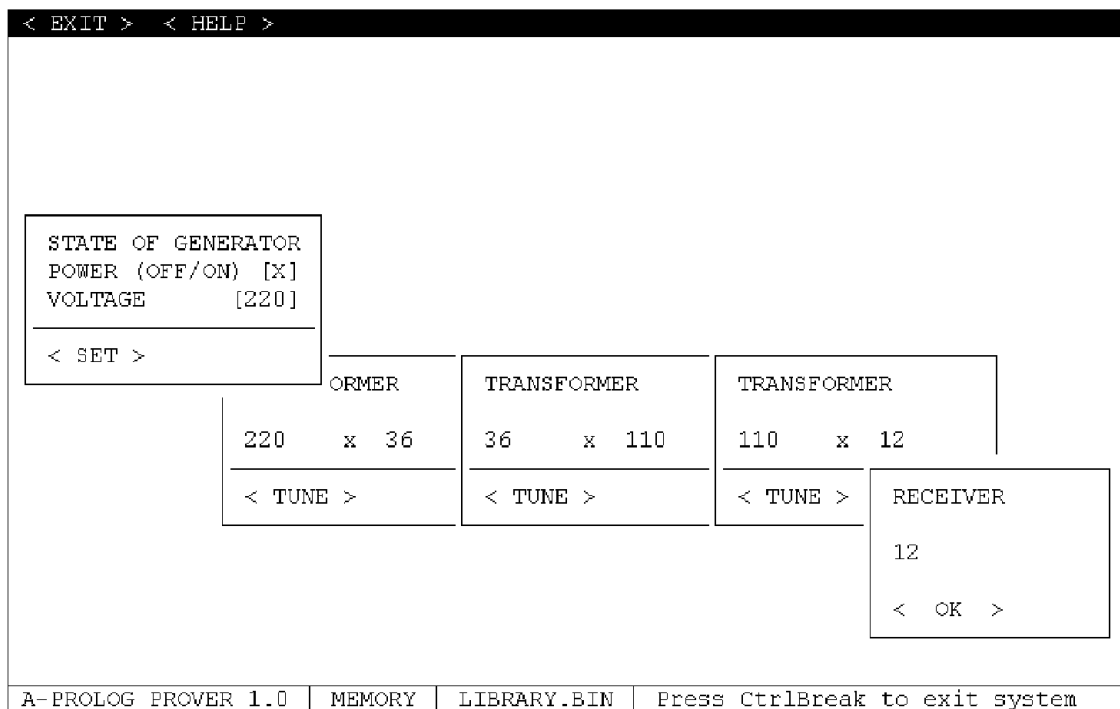 < EXIT >  < HELP >
STATE OF GENERATOR
POWER (OFF/ON) [X]
VOLTAGE [220]
< SET >
ORMER
220 x 36
< TUNE >
TRANSFORMER
36 x 110
< TUNE >
TRANSFORMER
110 x 12
< TUNE >
RECEIVER
12
< OK >
A-PROLOG PROVER 1.0 | MEMORY | LIBRARY.BIN | Press CtrlBreak to exit system